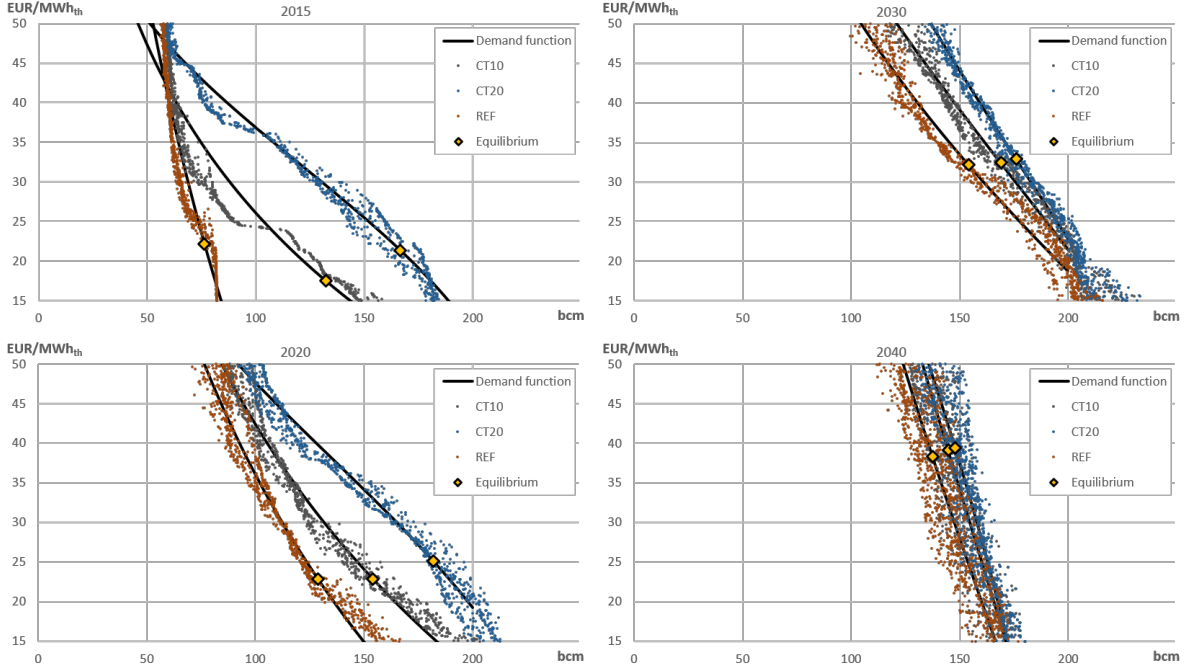 EUR/MWhth 2015
50
45
40
35
30
25
20
15
0 50 100 150 200 bcm
Demand function
CT10
CT20
REF
Equilibrium
2030
50
45
40
35
30
25
20
15
0 50 100 150 200 bcm
Demand function
CT10
CT20
REF
Equilibrium
EUR/MWhth 2020
50
45
40
35
30
25
20
15
0 50 100 150 200 bcm
Demand function
CT10
CT20
REF
Equilibrium
EUR/MWhth 2040
50
45
40
35
30
25
20
15
0 50 100 150 200 bcm
Demand function
CT10
CT20
REF
Equilibrium